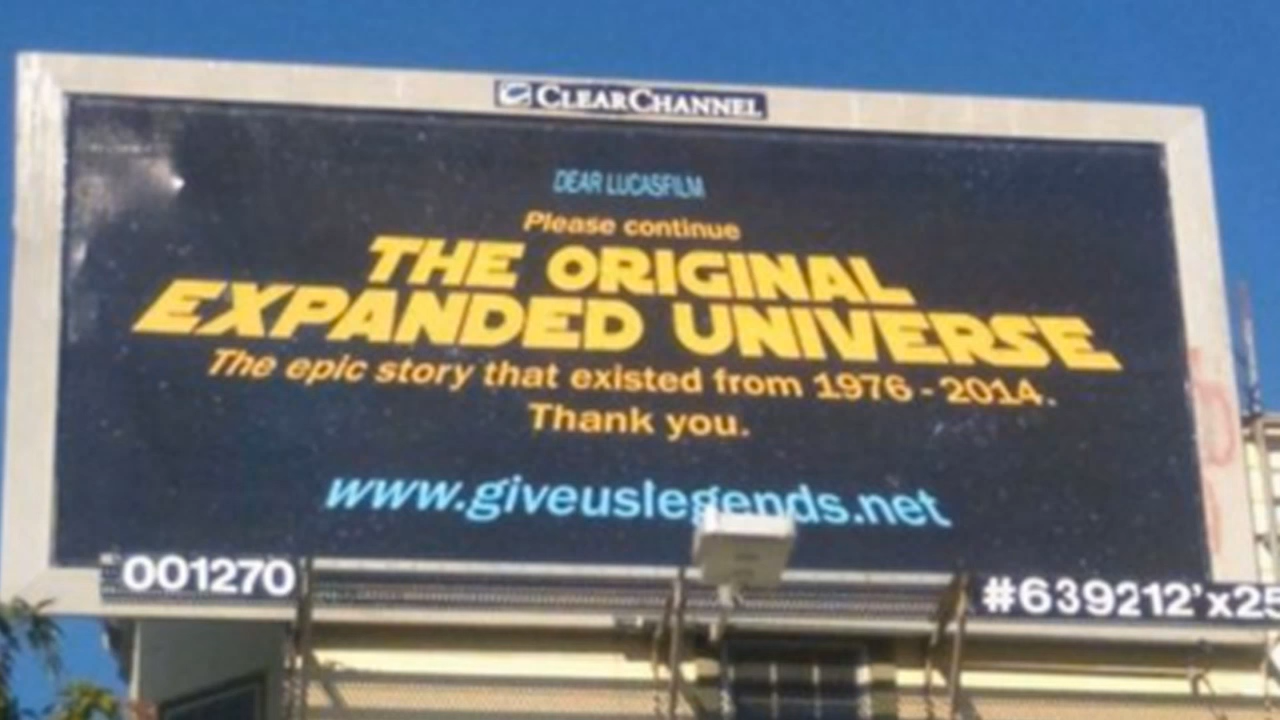 CLEARCHANNEL
DEAR LUCASFILM
Please continue
THE ORIGINAL
EXPANDED UNIVERSE
The epic story that existed from 1976 - 2014.
Thank you.
www.giveuslegends.net
001270
#639212'x25